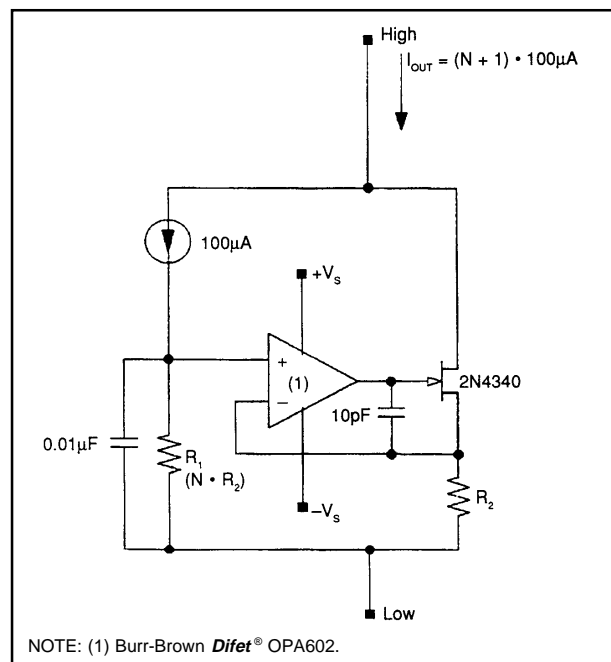 High
I_OUT = (N + 1) • 100µA
100µA
+V_S
+
(1)
−
2N4340
10pF
0.01µF
R_1
(N • R_2)
R_2
−V_S
Low
NOTE: (1) Burr-Brown Difet® OPA602.